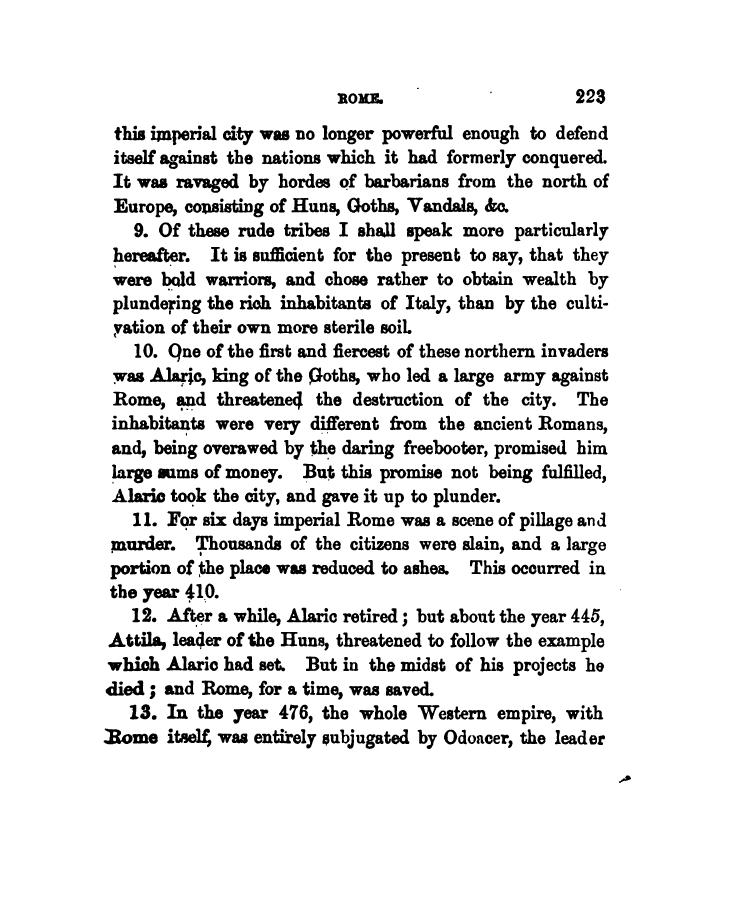 ROME. 223
this imperial city was no longer powerful enough to defend
itself against the nations which it had formerly conquered.
It was ravaged by hordes of barbarians from the north of
Europe, consisting of Huns, Goths, Vandals, &c.
9. Of these rude tribes I shall speak more particularly
hereafter. It is sufficient for the present to say, that they
were bold warriors, and chose rather to obtain wealth by
plundering the rich inhabitants of Italy, than by the culti-
vation of their own more sterile soil.
10. One of the first and fiercest of these northern invaders
was Alaric, king of the Goths, who led a large army against
Rome, and threatened the destruction of the city. The
inhabitants were very different from the ancient Romans,
and, being overawed by the daring freebooter, promised him
large sums of money. But this promise not being fulfilled,
Alaric took the city, and gave it up to plunder.
11. For six days imperial Rome was a scene of pillage and
murder. Thousands of the citizens were slain, and a large
portion of the place was reduced to ashes. This occurred in
the year 410.
12. After a while, Alaric retired; but about the year 445,
Attila, leader of the Huns, threatened to follow the example
which Alaric had set. But in the midst of his projects he
died; and Rome, for a time, was saved.
13. In the year 476, the whole Western empire, with
Rome itself, was entirely subjugated by Odoacer, the leader